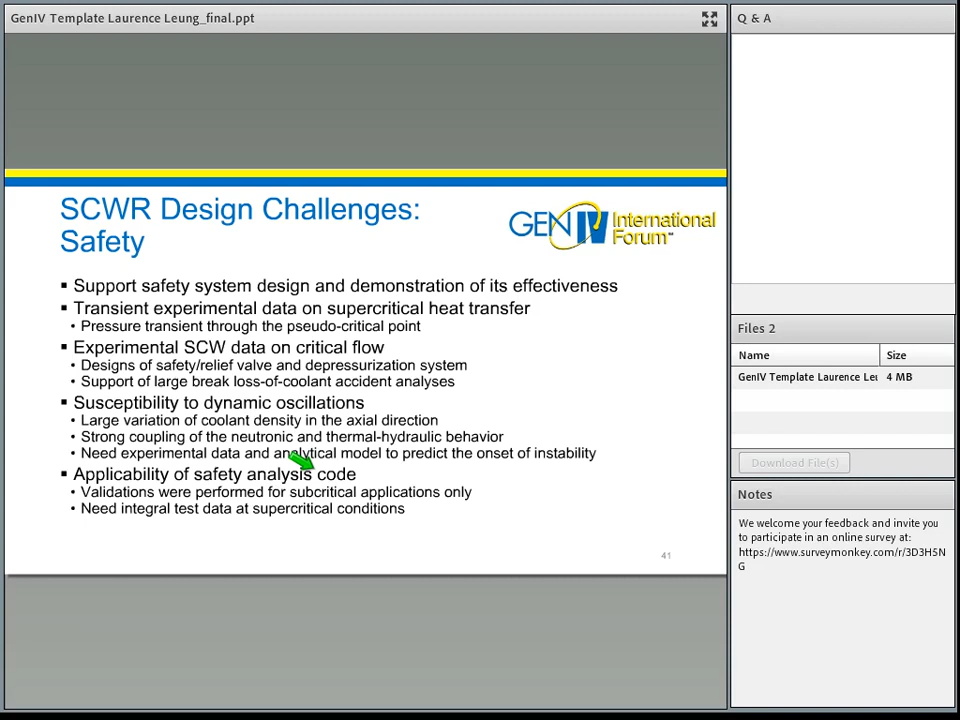 GenIV Template Laurence Leung_final.ppt
SCWR Design Challenges:
Safety
GEN IV International
Forum™
▪ Support safety system design and demonstration of its effectiveness
▪ Transient experimental data on supercritical heat transfer
• Pressure transient through the pseudo-critical point
▪ Experimental SCW data on critical flow
• Designs of safety/relief valve and depressurization system
• Support of large break loss-of-coolant accident analyses
▪ Susceptibility to dynamic oscillations
• Large variation of coolant density in the axial direction
• Strong coupling of the neutronic and thermal-hydraulic behavior
• Need experimental data and analytical model to predict the onset of instability
▪ Applicability of safety analysis code
• Validations were performed for subcritical applications only
• Need integral test data at supercritical conditions
41
Q & A
Files 2
Name Size
GenIV Template Laurence Leu 4 MB
Download File(s)
Notes
We welcome your feedback and invite you
to participate in an online survey at:
https://www.surveymonkey.com/r/3D3H5N
G